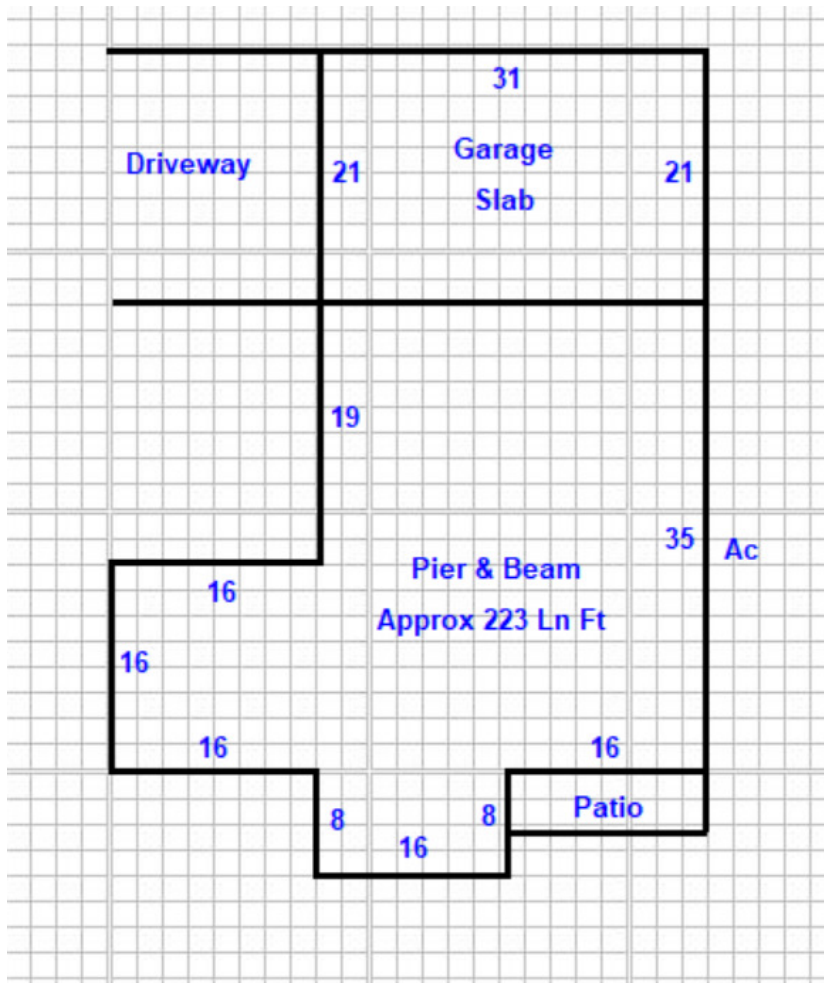 31
Garage
Driveway
21
21
Slab
19
35
Ac
Pier & Beam
16
Approx 223 Ln Ft
16
16
16
Patio
8
8
16